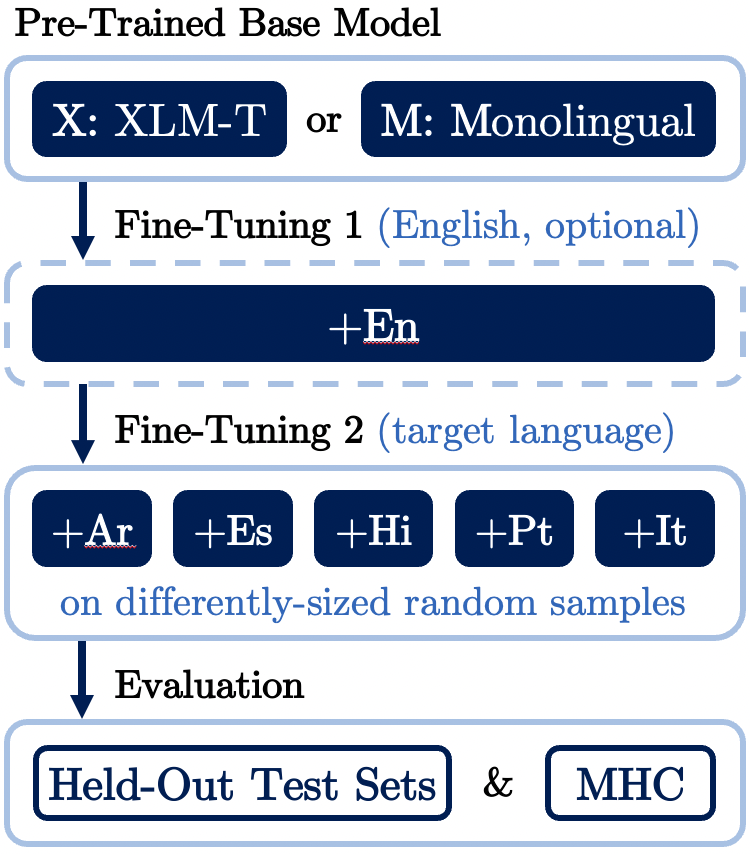 Pre-Trained Base Model
X: XLM-T or M: Monolingual
Fine-Tuning 1 (English, optional)
+En
Fine-Tuning 2 (target language)
+Ar +Es +Hi +Pt +It
on differently-sized random samples
Evaluation
Held-Out Test Sets & MHC